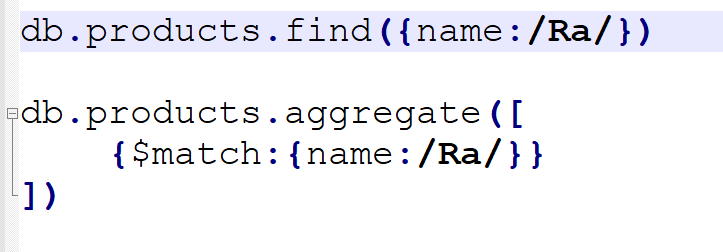 db.products.find({name:/Ra/})
db.products.aggregate([
{$match:{name:/Ra/}}
])